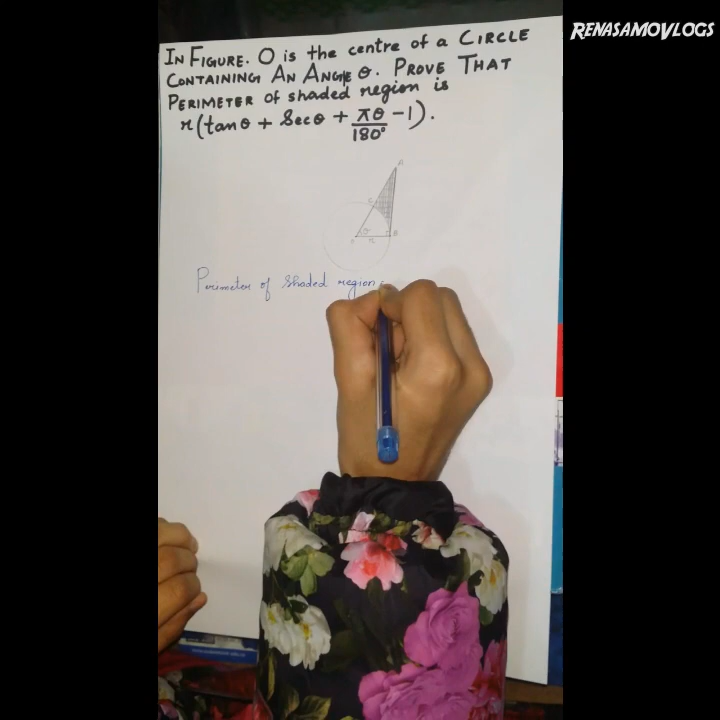 RENASAMOVLOGS
IN FIGURE. O is the centre of a CIRCLE
CONTAINING AN ANGLE θ. PROVE THAT
PERIMETER of shaded region is
r(tanθ + Secθ + πθ/180° -1).
A
C
θ
r
B
Perimeter of Shaded region